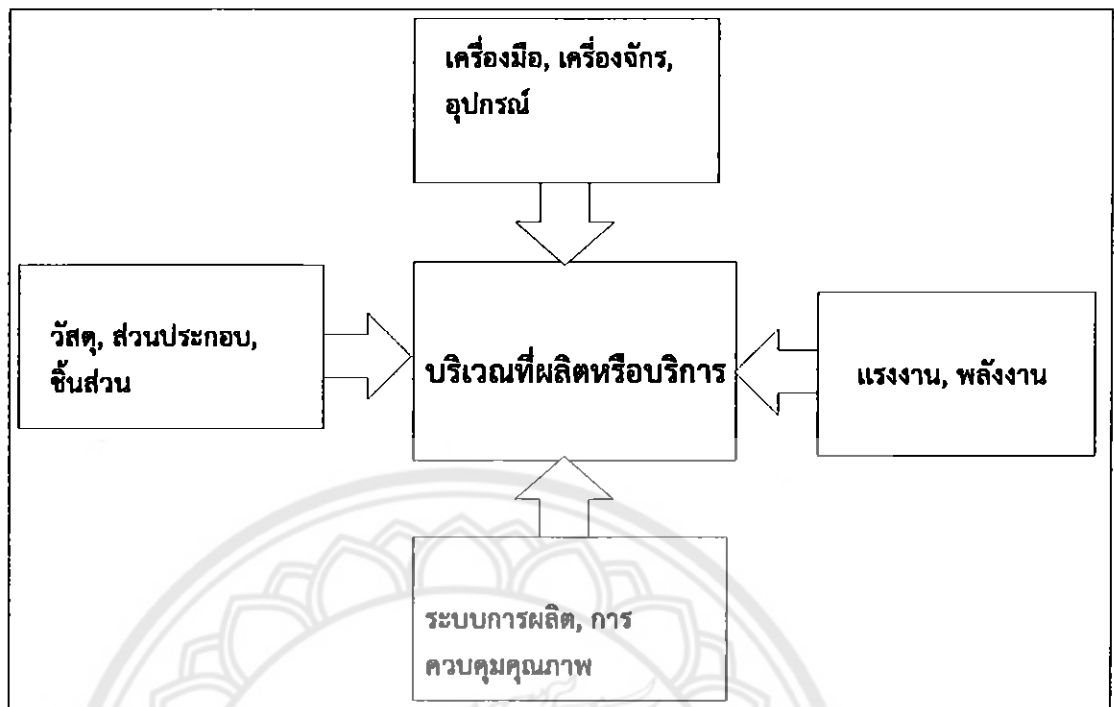 เครื่องมือ, เครื่องจักร,
อุปกรณ์
วัสดุ, ส่วนประกอบ,
ชิ้นส่วน
บริเวณที่ผลิตหรือบริการ
แรงงาน, พลังงาน
ระบบการผลิต, การ
ควบคุมคุณภาพ